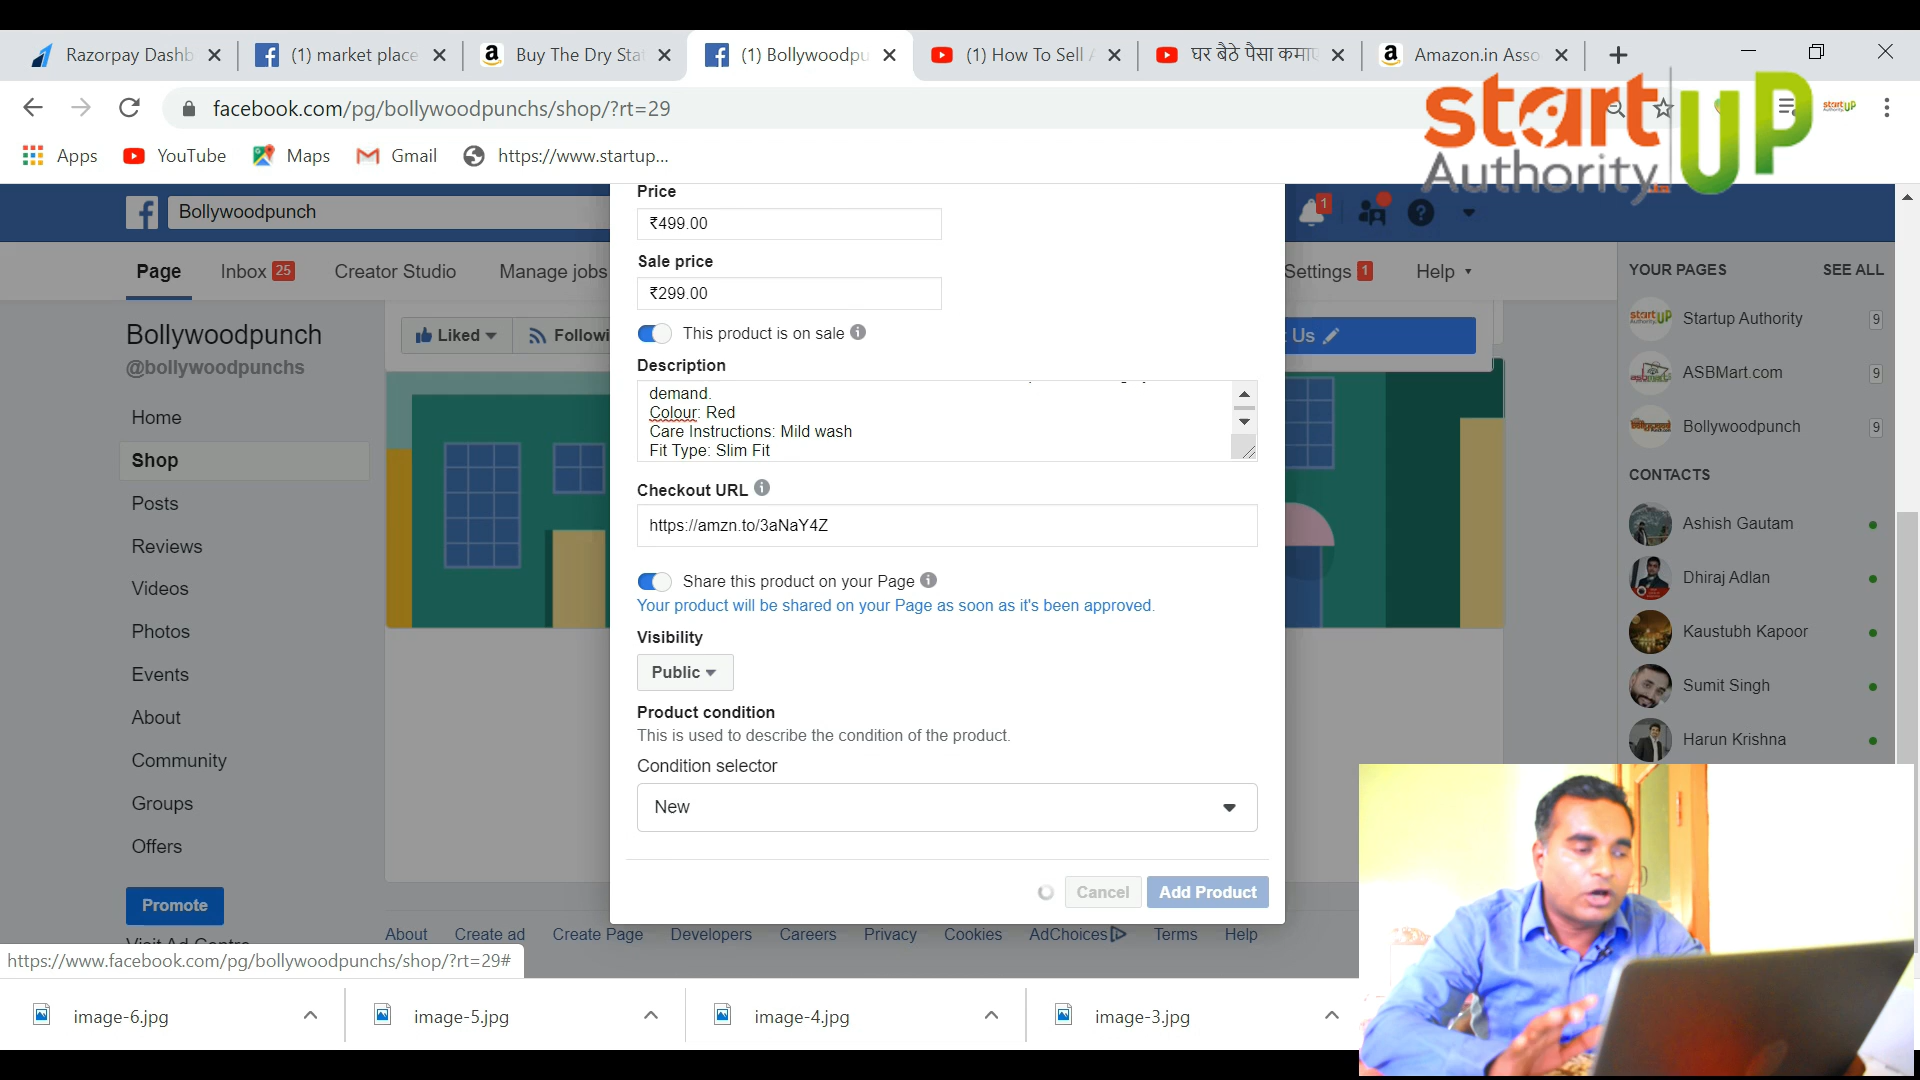 Razorpay Dashb
(1) market place
Buy The Dry Stat
(1) Bollywoodpu
(1) How To Sell A
घर बैठे पैसा कमाए
Amazon.in Asso
facebook.com/pg/bollywoodpunchs/shop/?rt=29
Apps
YouTube
Maps
Gmail
https://www.startup...
startUP
Authority
Bollywoodpunch
1
Page
Inbox 25
Creator Studio
Manage jobs
Settings 1
Help
Bollywoodpunch
@bollywoodpunchs
Home
Shop
Posts
Reviews
Videos
Photos
Events
About
Community
Groups
Offers
Promote
Liked
Followi
Us
Price
₹499.00
Sale price
₹299.00
This product is on sale
Description
demand.
Colour: Red
Care Instructions: Mild wash
Fit Type: Slim Fit
Checkout URL
https://amzn.to/3aNaY4Z
Share this product on your Page
Your product will be shared on your Page as soon as it's been approved.
Visibility
Public
Product condition
This is used to describe the condition of the product.
Condition selector
New
Cancel
Add Product
YOUR PAGES
SEE ALL
Startup Authority
9
ASBMart.com
9
Bollywoodpunch
9
CONTACTS
Ashish Gautam
Dhiraj Adlan
Kaustubh Kapoor
Sumit Singh
Harun Krishna
About
Create ad
Create Page
Developers
Careers
Privacy
Cookies
AdChoices
Terms
Help
https://www.facebook.com/pg/bollywoodpunchs/shop/?rt=29#
image-6.jpg
image-5.jpg
image-4.jpg
image-3.jpg